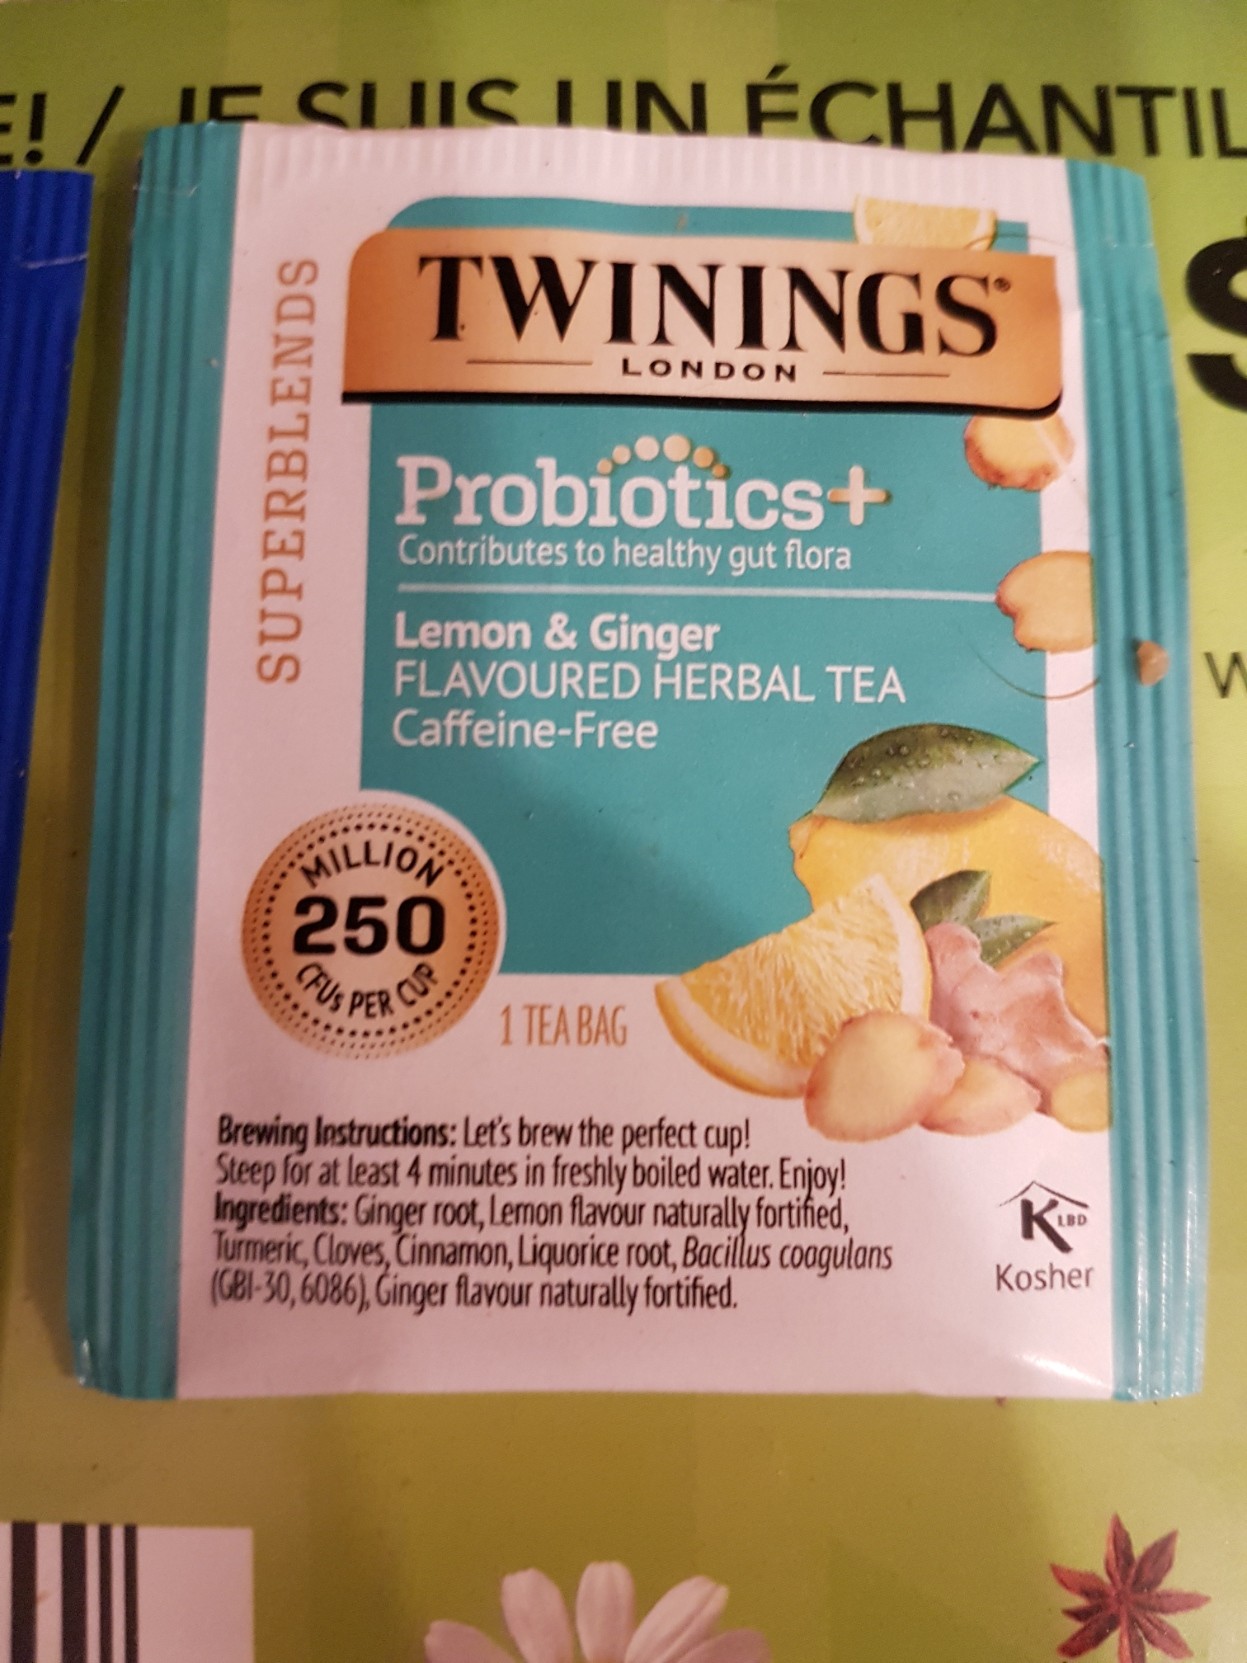 E! / JE SUIS UN ÉCHANTIL
SUPERBLENDS
TWININGS®
LONDON
Probiotics+
Contributes to healthy gut flora
Lemon & Ginger
FLAVOURED HERBAL TEA
Caffeine-Free
MILLION
250
CFUs PER CUP
1 TEA BAG
Brewing Instructions: Let's brew the perfect cup!
Steep for at least 4 minutes in freshly boiled water. Enjoy!
Ingredients: Ginger root, Lemon flavour naturally fortified,
Turmeric, Cloves, Cinnamon, Liquorice root, Bacillus coagulans
(GBI-30, 6086), Ginger flavour naturally fortified.
K LBD
Kosher